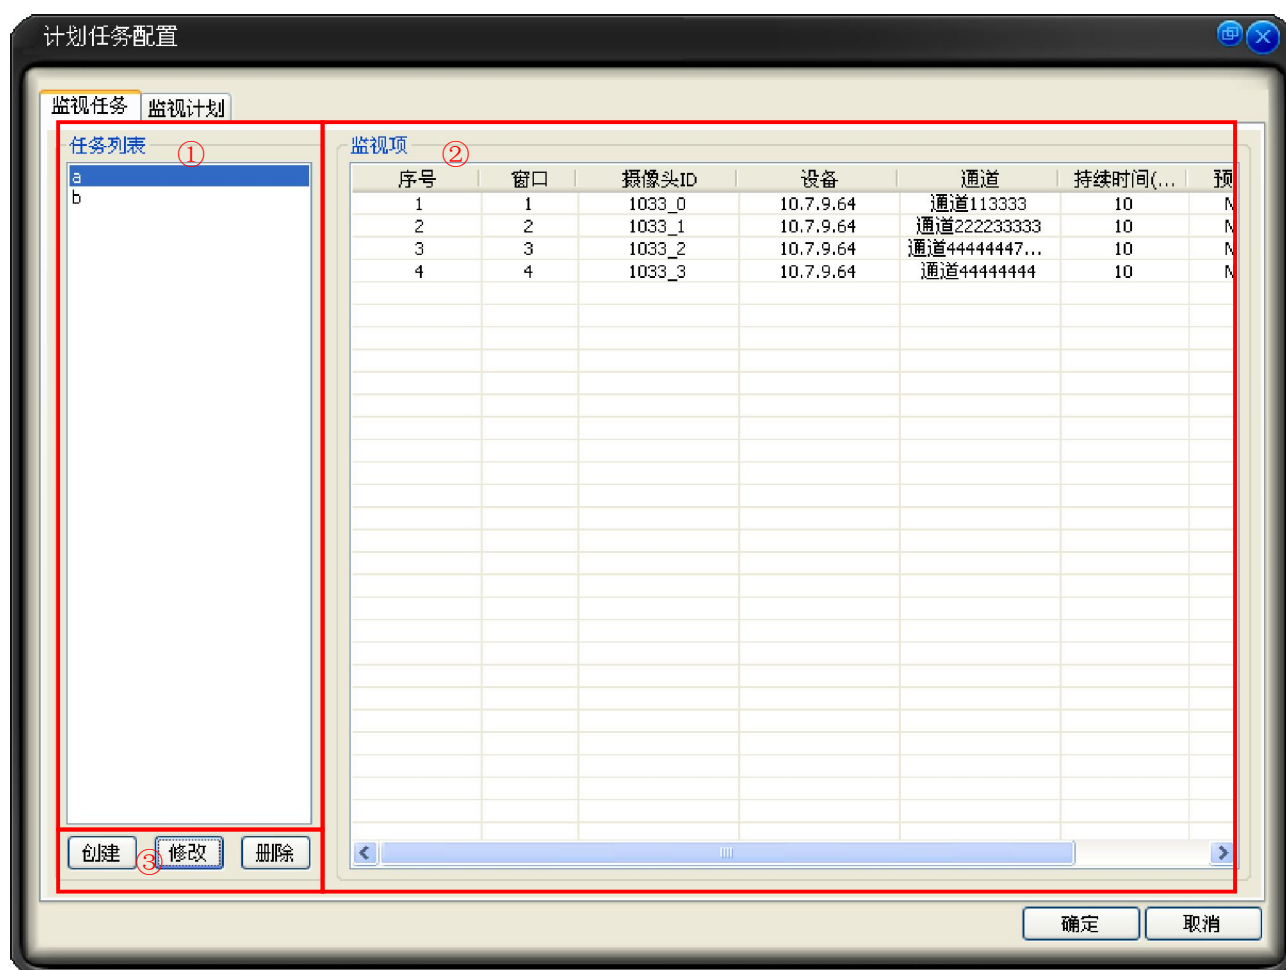 计划任务配置
监视任务 监视计划
任务列表 ①
a
b
监视项 ②
序号 窗口 摄像头ID 设备 通道 持续时间(... 预
1 1 1033_0 10.7.9.64 通道113333 10
2 2 1033_1 10.7.9.64 通道222233333 10
3 3 1033_2 10.7.9.64 通道44444447... 10
4 4 1033_3 10.7.9.64 通道44444444 10
创建 ③ 修改 删除
确定 取消